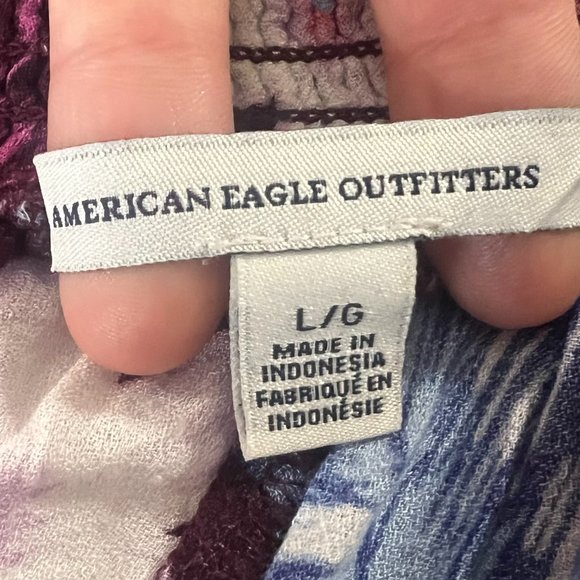 AMERICAN EAGLE OUTFITTERS
L/G
MADE IN
INDONESIA
FABRIQUÉ EN
INDONÉSIE